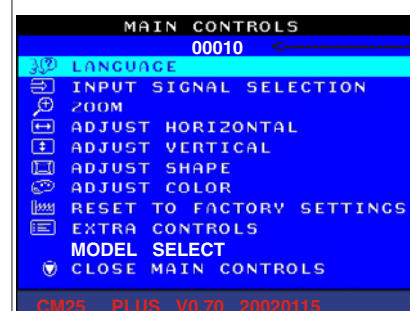 MAIN CONTROLS
00010
LANGUAGE
INPUT SIGNAL SELECTION
ZOOM
ADJUST HORIZONTAL
ADJUST VERTICAL
ADJUST SHAPE
ADJUST COLOR
RESET TO FACTORY SETTINGS
EXTRA CONTROLS
MODEL SELECT
CLOSE MAIN CONTROLS
CM25 PLUS V0.70 20020115